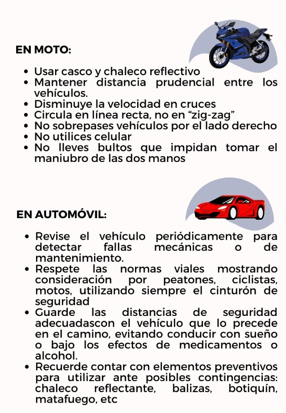 EN MOTO:
• Usar casco y chaleco reflectivo
• Mantener distancia prudencial entre los
vehículos.
• Disminuye la velocidad en cruces
• Circula en línea recta, no en "zig-zag"
• No sobrepases vehículos por el lado derecho
• No utilices celular
• No lleves bultos que impidan tomar el
maniubro de las dos manos
EN AUTOMÓVIL:
• Revise el vehículo periódicamente para
detectar fallas mecánicas o de
mantenimiento.
• Respete las normas viales mostrando
consideración por peatones, ciclistas,
motos, utilizando siempre el cinturón de
seguridad
• Guarde las distancias de seguridad
adecuadascon el vehículo que lo precede
en el camino, evitando conducir con sueño
o bajo los efectos de medicamentos o
alcohol.
• Recuerde contar con elementos preventivos
para utilizar ante posibles contingencias:
chaleco reflectante, balizas, botiquín,
matafuego, etc